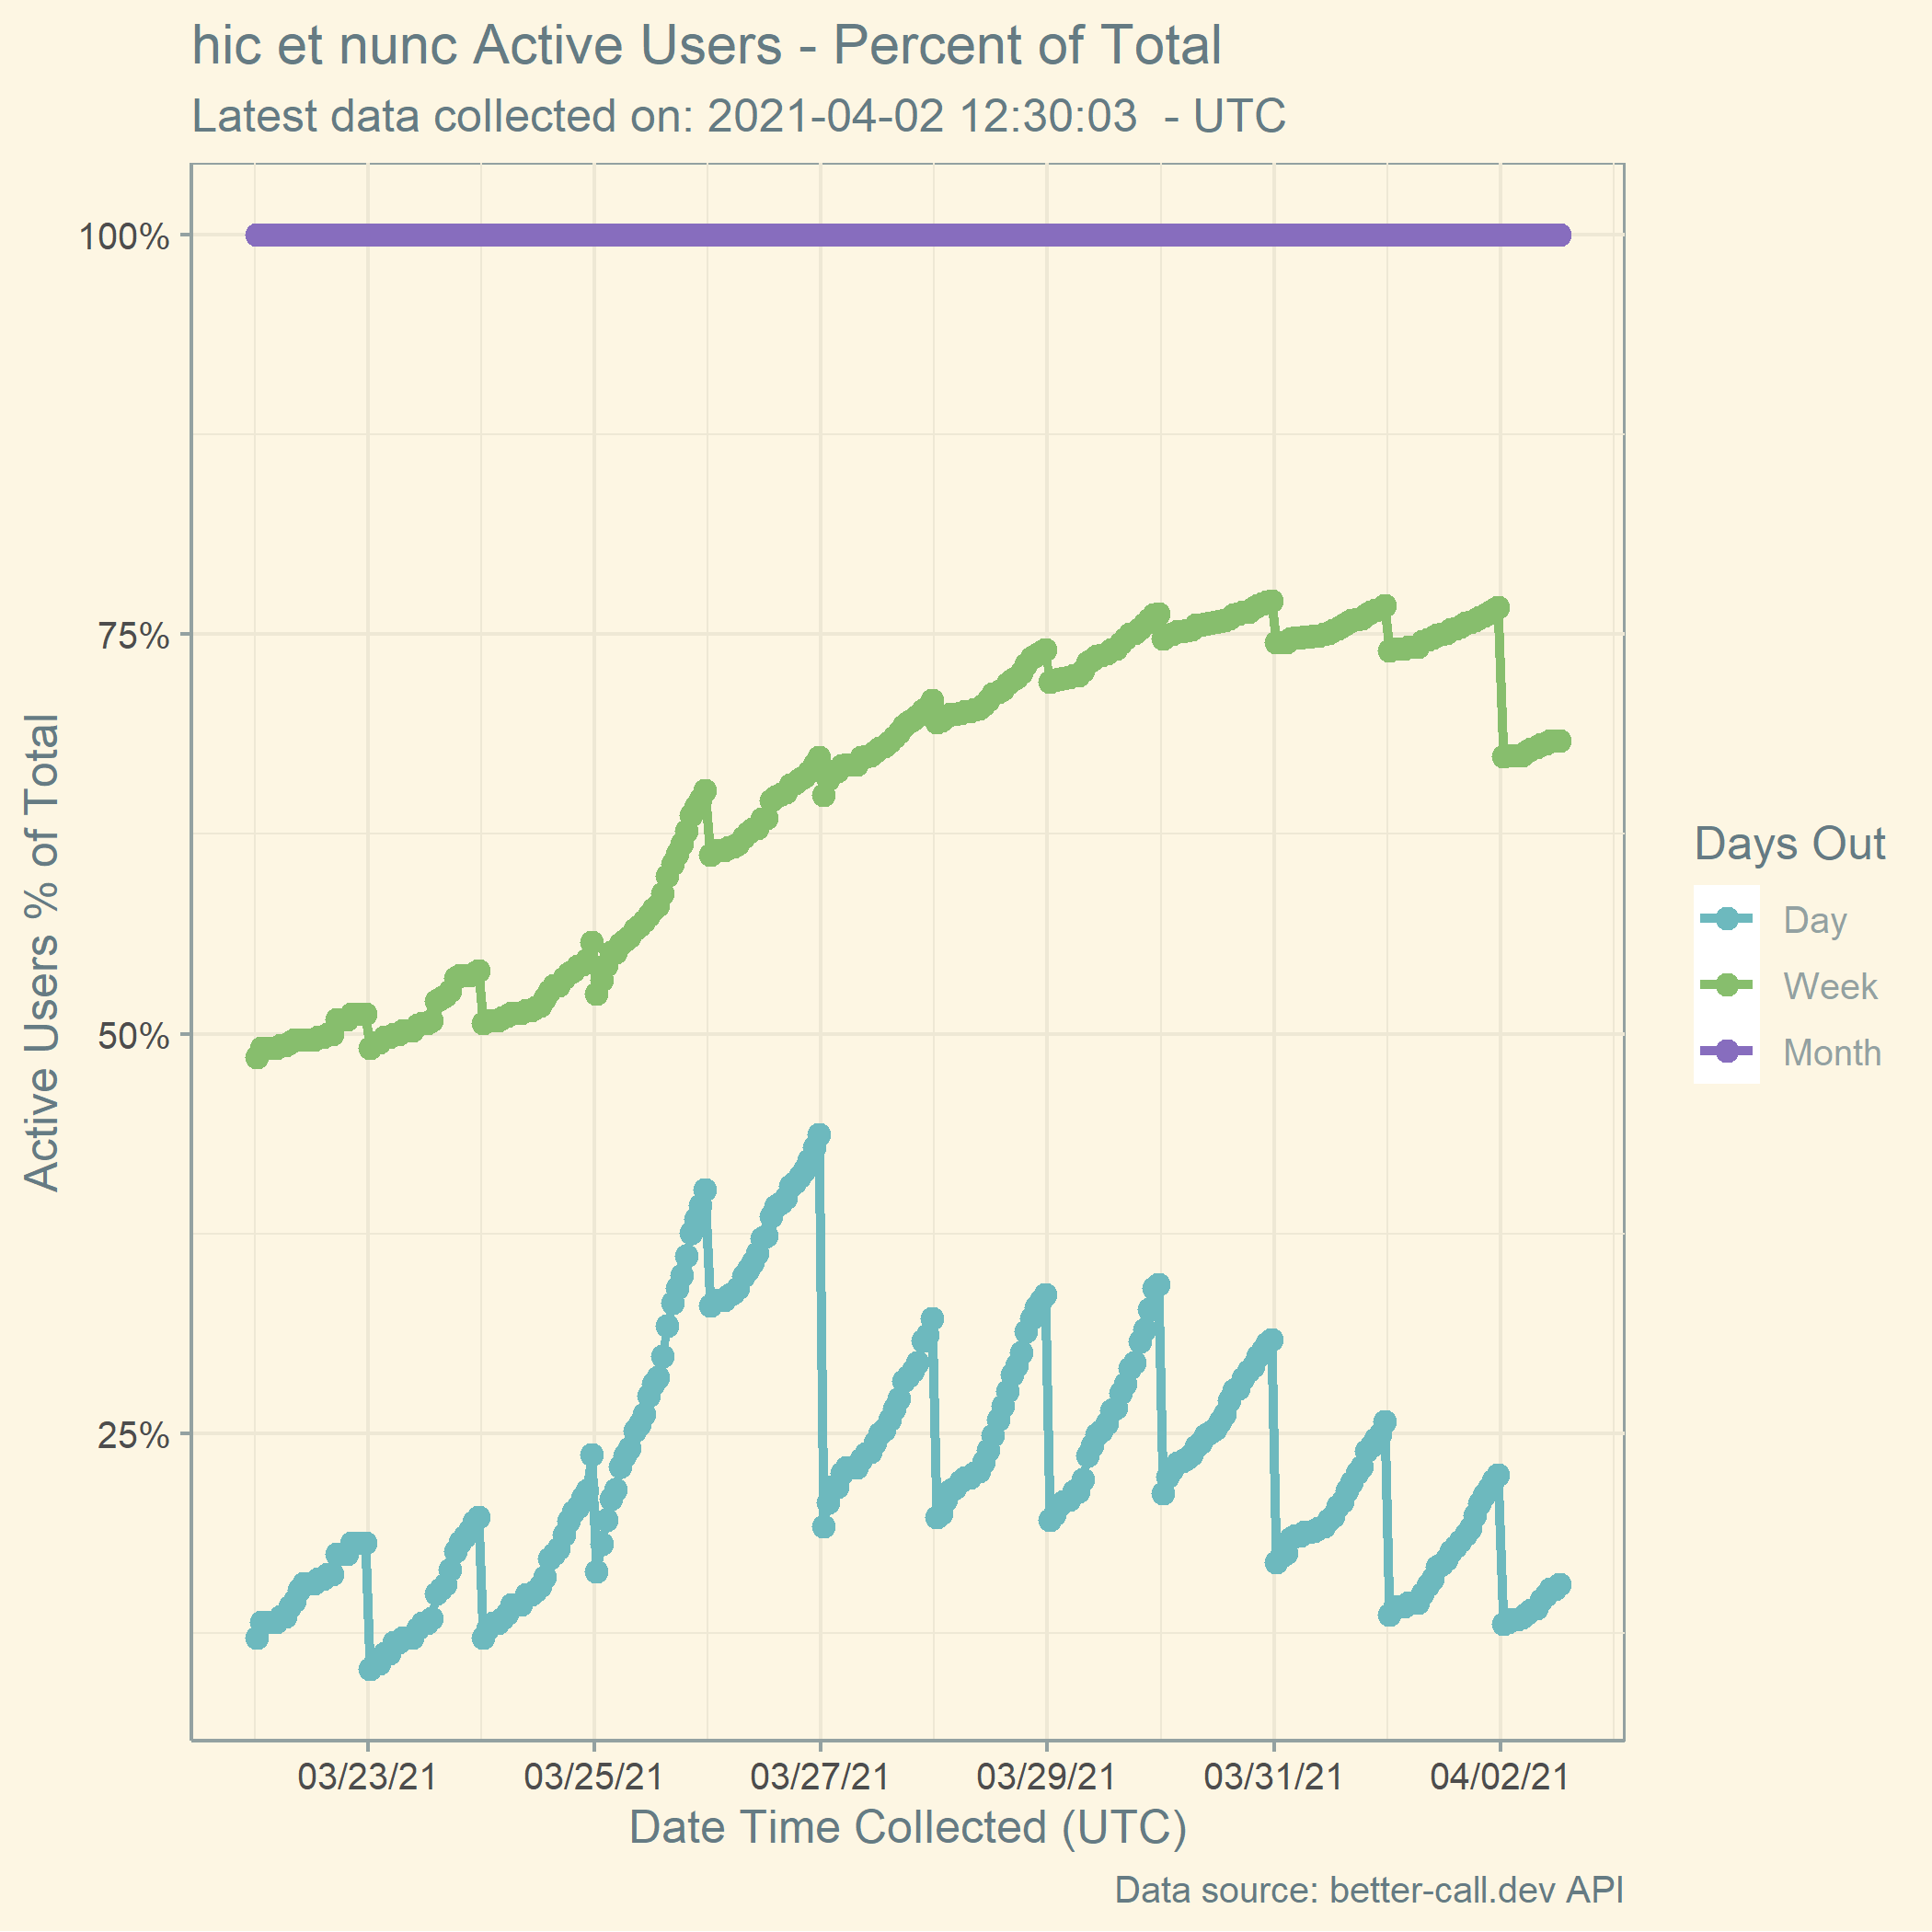 hic et nunc Active Users - Percent of Total
Latest data collected on: 2021-04-02 12:30:03  - UTC
100%
75%
50%
25%
Active Users % of Total
03/23/21
03/25/21
03/27/21
03/29/21
03/31/21
04/02/21
Date Time Collected (UTC)
Days Out
Day
Week
Month
Data source: better-call.dev API